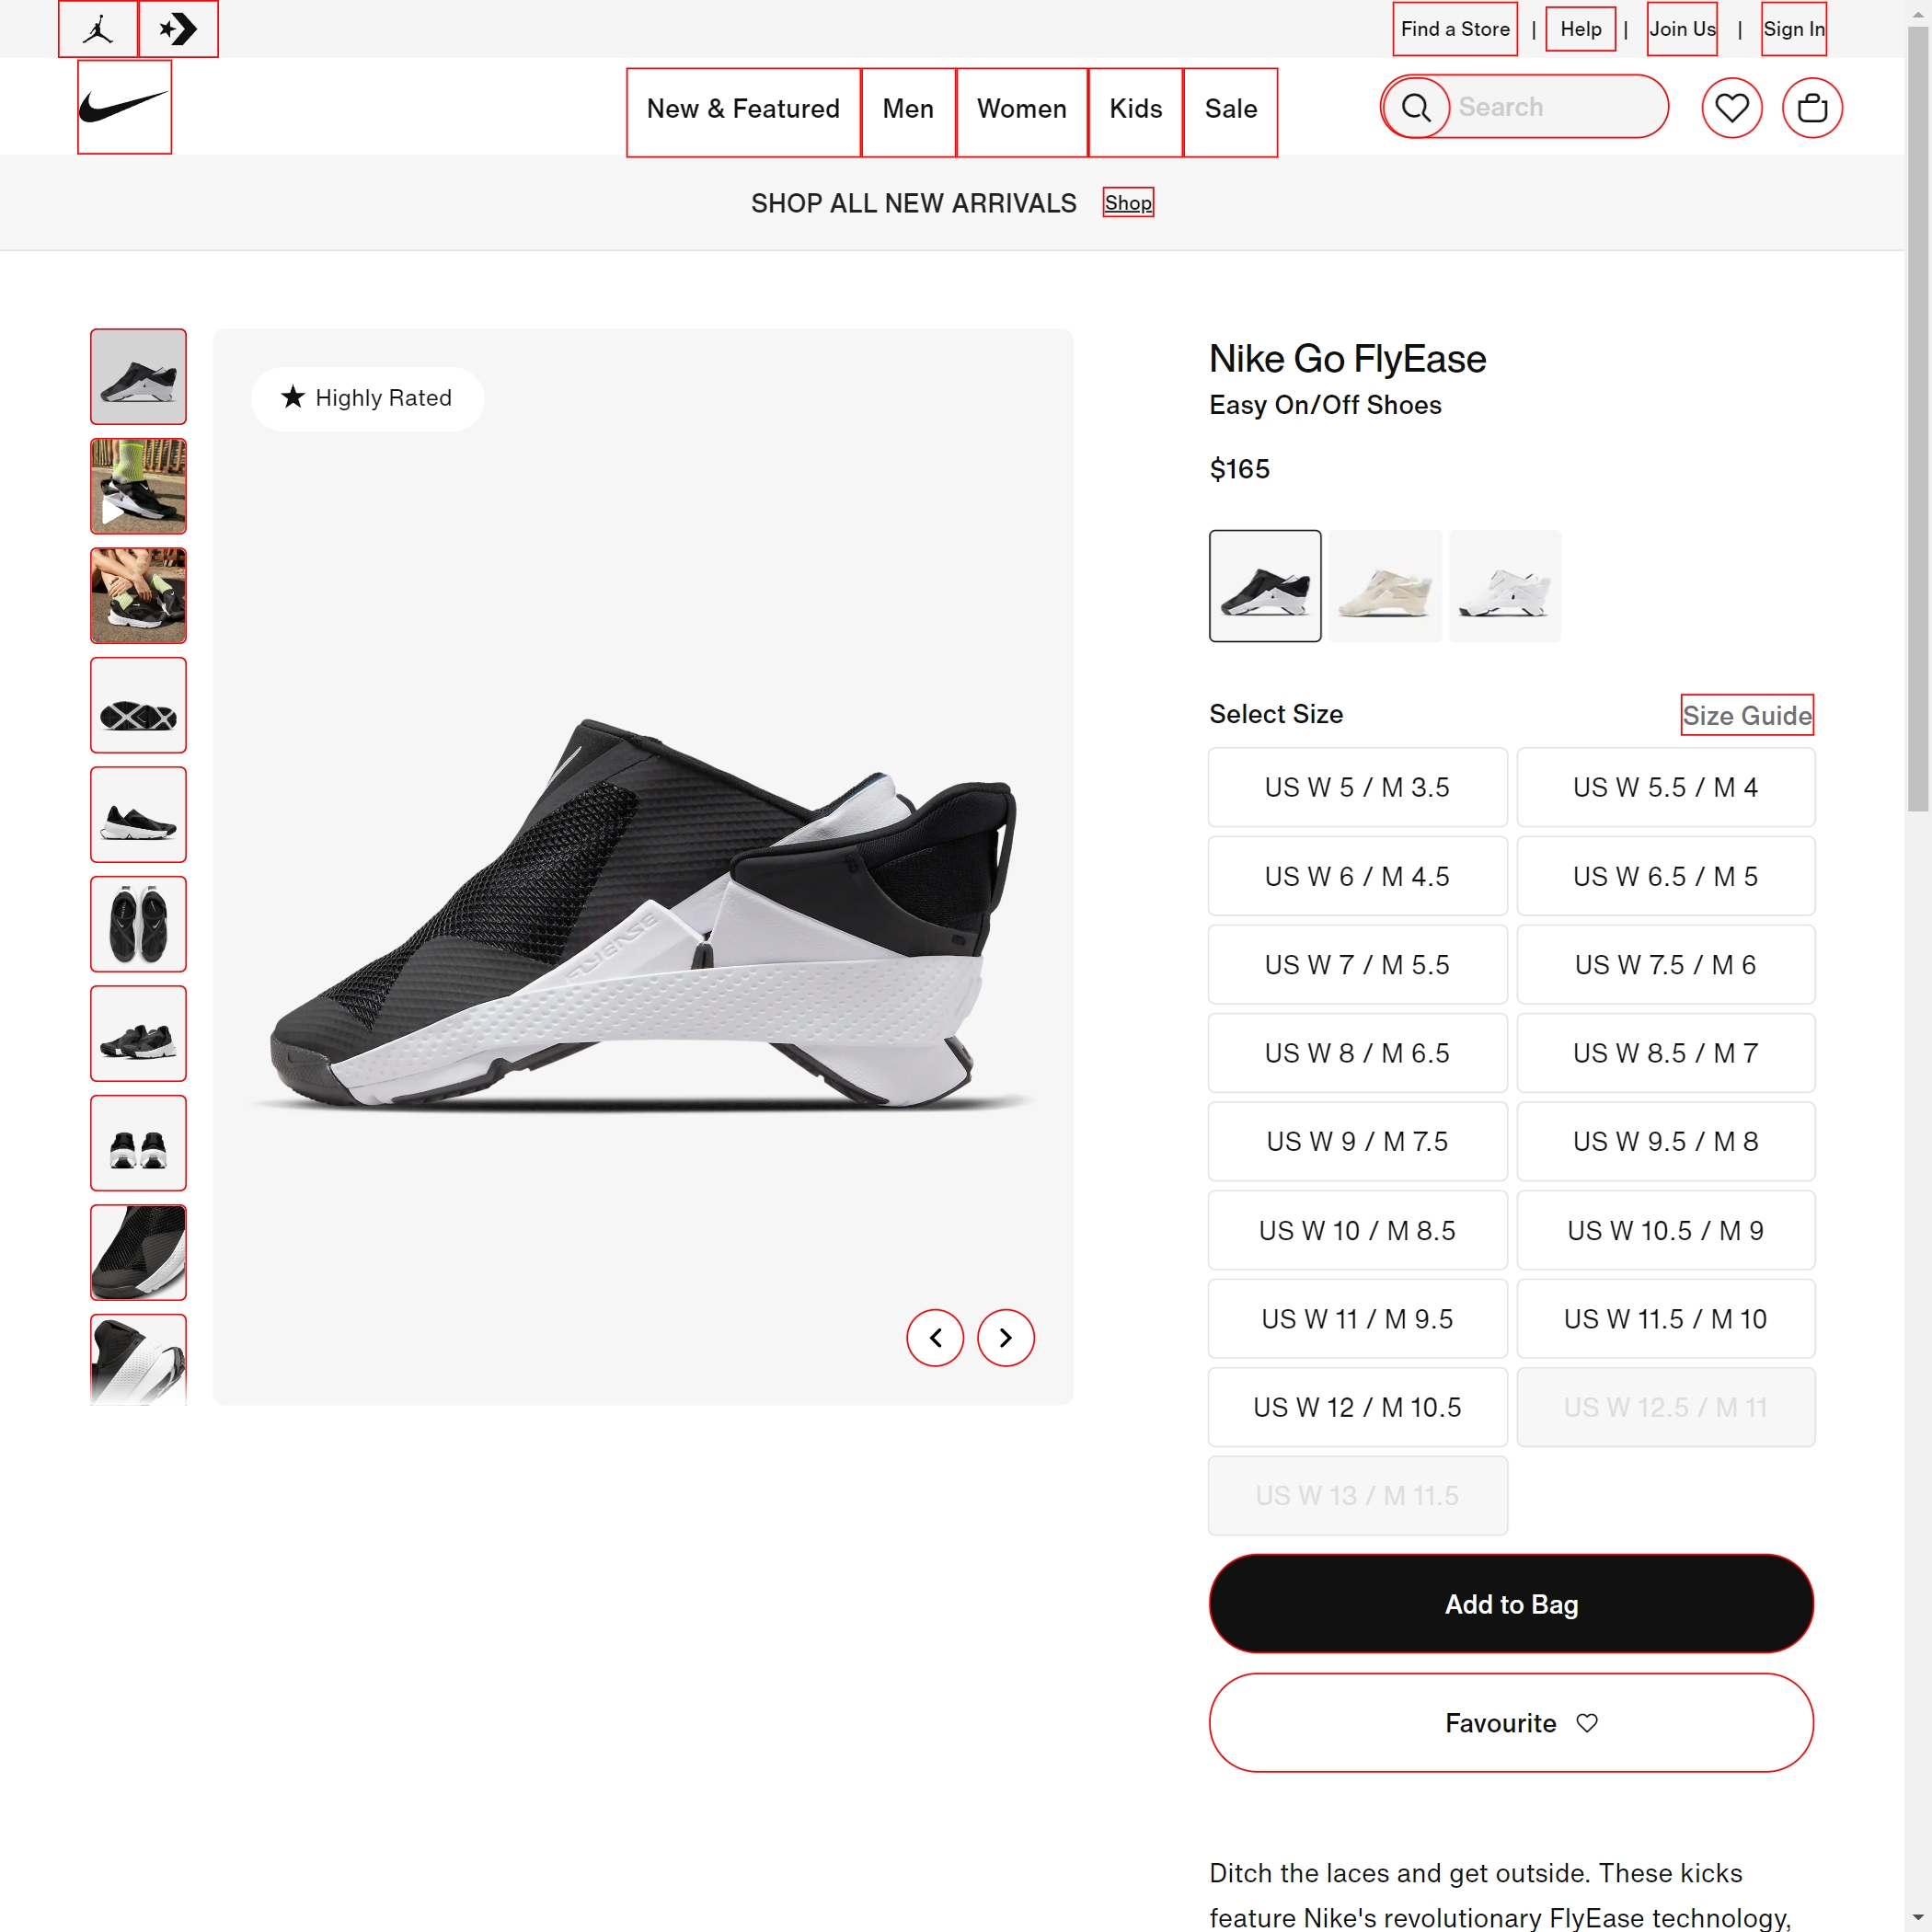 Find a Store | Help | Join Us | Sign In
New & Featured Men Women Kids Sale
Search
SHOP ALL NEW ARRIVALS Shop
Highly Rated
FLYEASE
Nike Go FlyEase
Easy On/Off Shoes
$165
Select Size Size Guide
US W 5 / M 3.5 US W 5.5 / M 4
US W 6 / M 4.5 US W 6.5 / M 5
US W 7 / M 5.5 US W 7.5 / M 6
US W 8 / M 6.5 US W 8.5 / M 7
US W 9 / M 7.5 US W 9.5 / M 8
US W 10 / M 8.5 US W 10.5 / M 9
US W 11 / M 9.5 US W 11.5 / M 10
US W 12 / M 10.5 US W 12.5 / M 11
US W 13 / M 11.5
Add to Bag
Favourite
Ditch the laces and get outside. These kicks
feature Nike's revolutionary FlyEase technology,